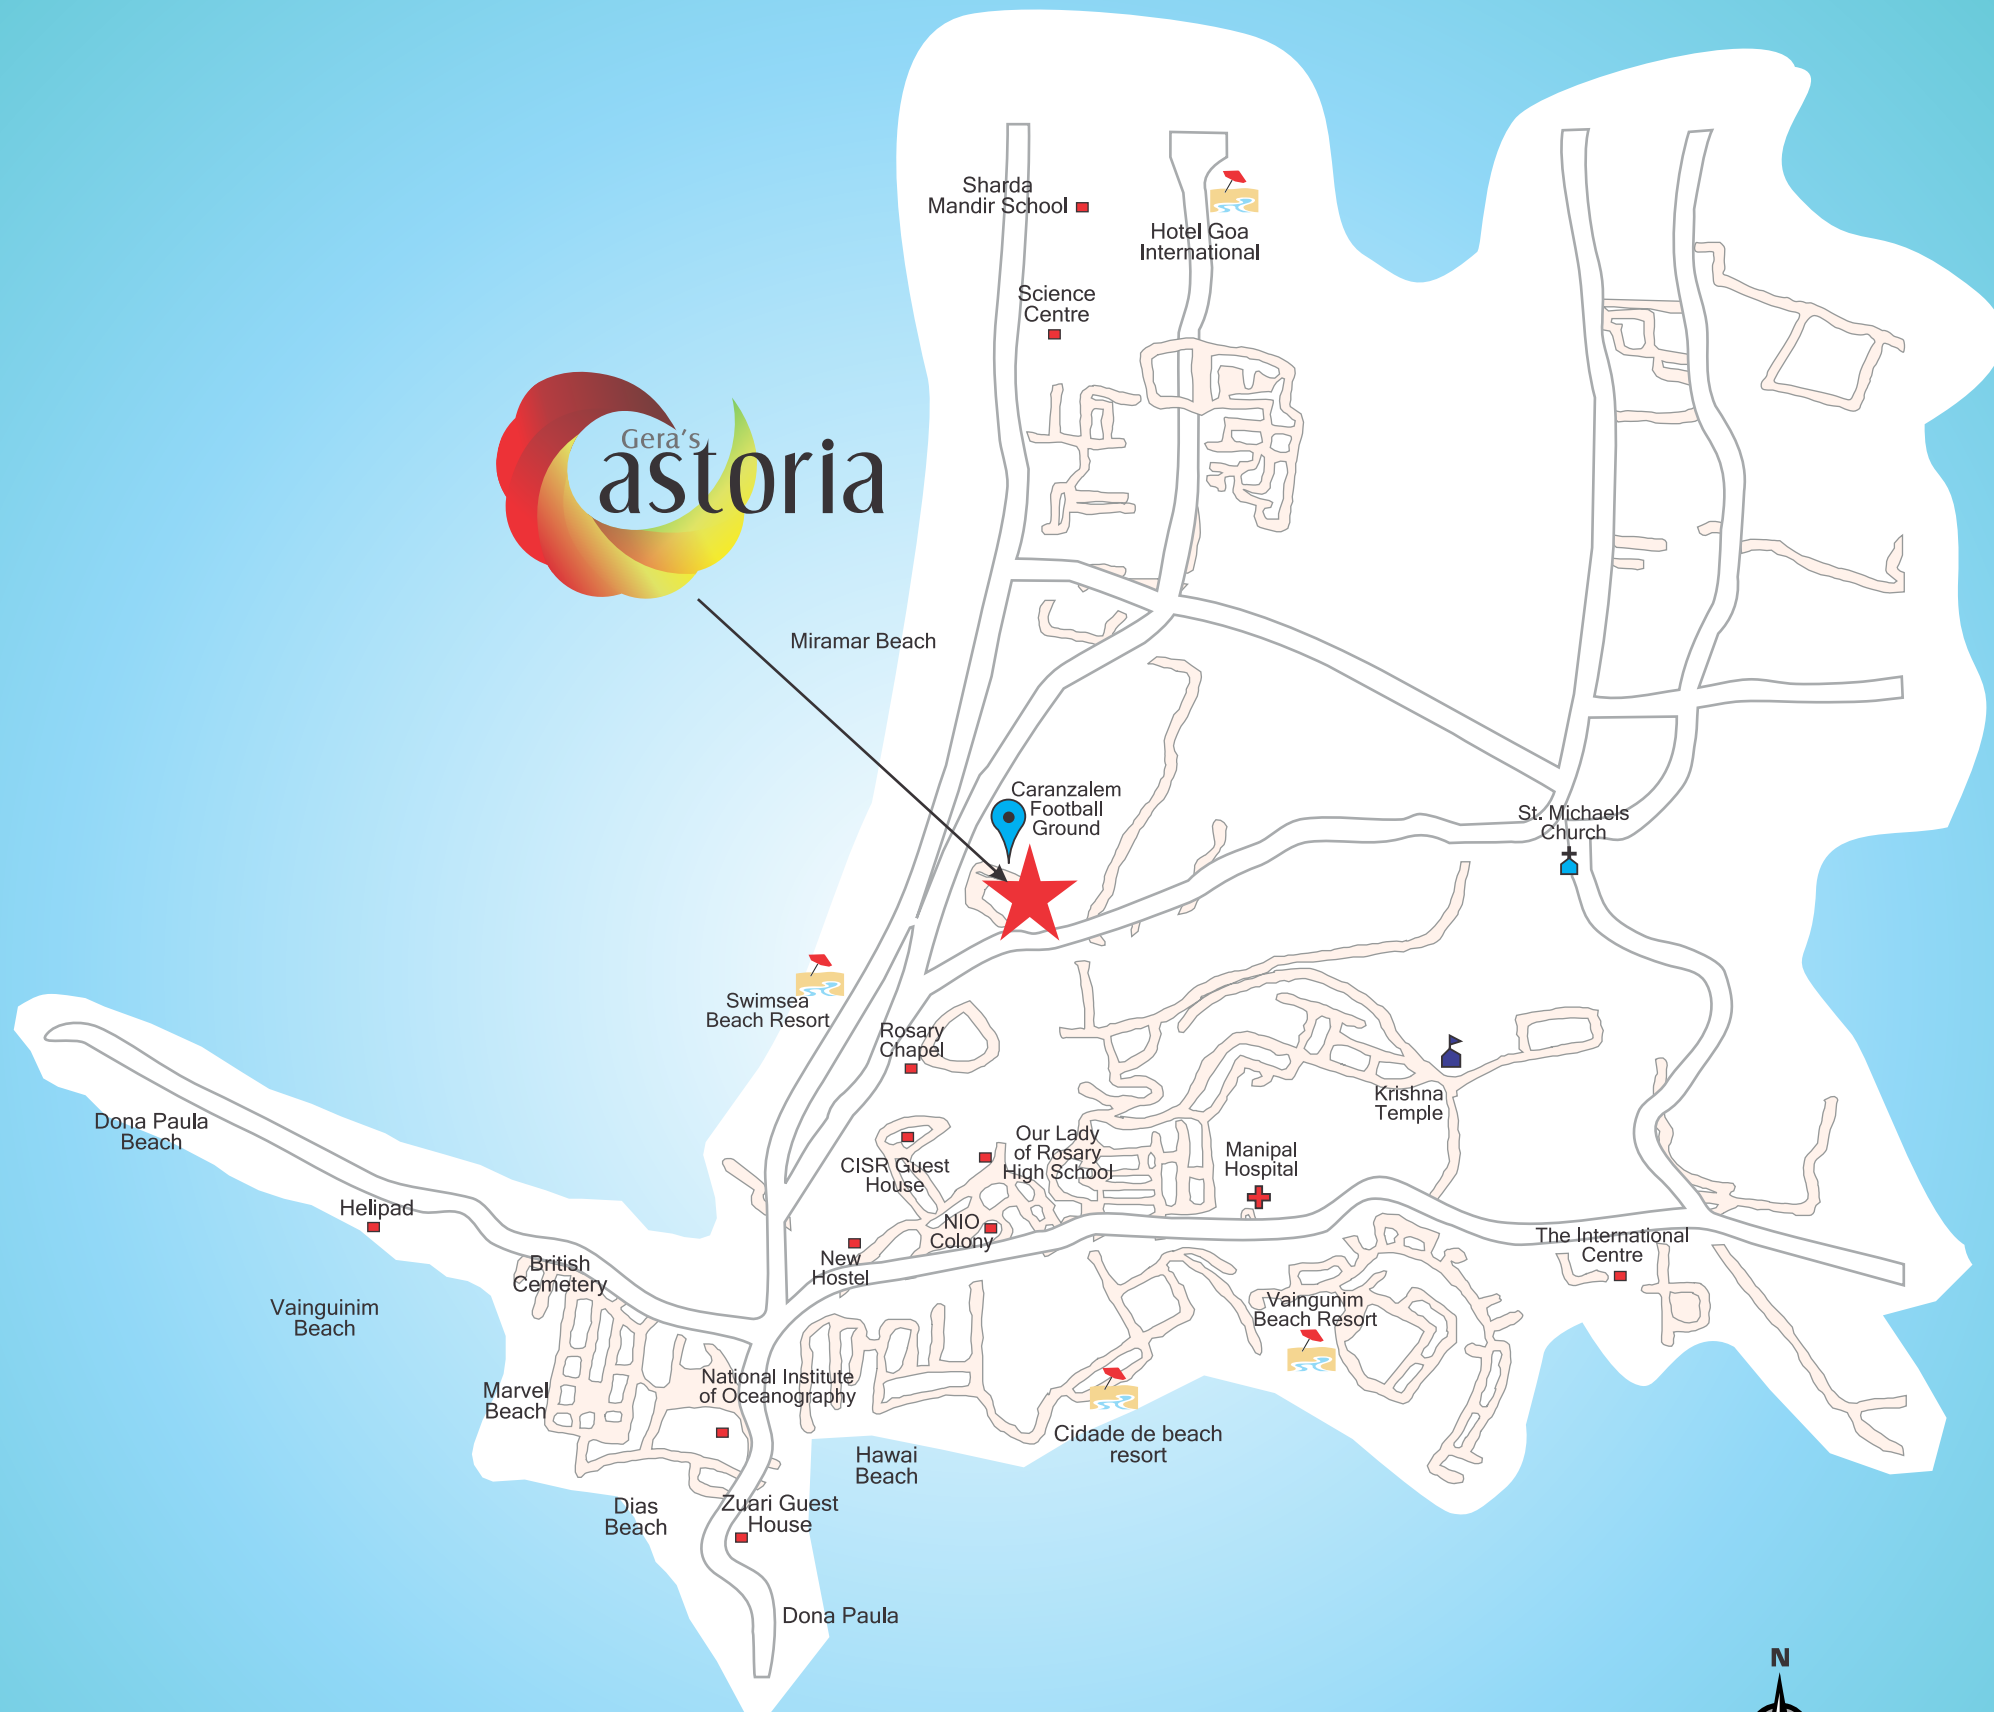 Sharda
Mandir School
Hotel Goa
International
Science
Centre
Gera's
astoria
Miramar Beach
Caranzalem
Football
Ground
St. Michaels
Church
Swimsea
Beach Resort
Rosary
Chapel
Krishna
Temple
Dona Paula
Beach
Our Lady
of Rosary
High School
CISR Guest
House
Manipal
Hospital
Helipad
NIO
Colony
The International
Centre
New
Hostel
British
Cemetery
Vainguinim
Beach
Vaingunim
Beach Resort
National Institute
of Oceanography
Marvel
Beach
Cidade de beach
resort
Hawai
Beach
Dias
Beach
Zuari Guest
House
Dona Paula
N